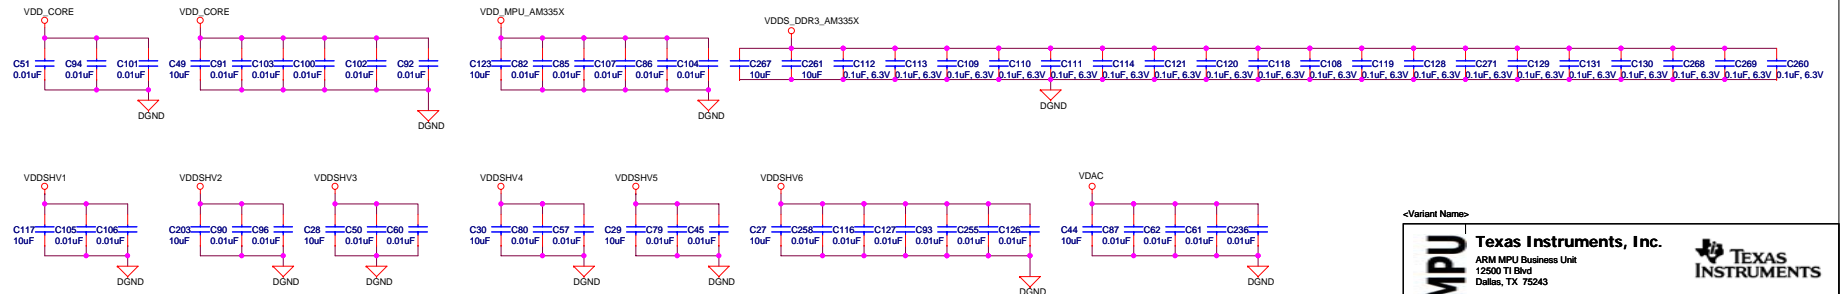 VDD_CORE
VDD_CORE
VDD_MPU_AM335X
VDDS_DDR3_AM335X
C51 C94 C101 C49 C91 C103 C100 C102 C92 C123 C82 C85 C107 C86 C104 C267 C261 C112 C113 C109 C110 C111 C114 C121 C120 C118 C108 C119 C128 C271 C129 C131 C130 C268 C269 C260
0.01uF 0.01uF 0.01uF 10uF 0.01uF 0.01uF 0.01uF 0.01uF 0.01uF 10uF 0.01uF 0.01uF 0.01uF 0.01uF 0.01uF 10uF 10uF 0.1uF, 6.3V 0.1uF, 6.3V 0.1uF, 6.3V 0.1uF, 6.3V 0.1uF, 6.3V 0.1uF, 6.3V 0.1uF, 6.3V 0.1uF, 6.3V 0.1uF, 6.3V 0.1uF, 6.3V 0.1uF, 6.3V 0.1uF, 6.3V 0.1uF, 6.3V 0.1uF, 6.3V 0.1uF, 6.3V 0.1uF, 6.3V 0.1uF, 6.3V 0.1uF, 6.3V 0.1uF, 6.3V
DGND
DGND
DGND
DGND
VDDSHV1
VDDSHV2
VDDSHV3
VDDSHV4
VDDSHV5
VDDSHV6
VDAC
C117 C105 C106 C203 C90 C96 C28 C50 C60 C30 C80 C57 C29 C79 C45 C27 C258 C116 C127 C93 C255 C126 C44 C87 C62 C61 C236
10uF 0.01uF 0.01uF 10uF 0.01uF 0.01uF 10uF 0.01uF 0.01uF 10uF 0.01uF 0.01uF 10uF 0.01uF 0.01uF 10uF 0.01uF 0.01uF 0.01uF 0.01uF 0.01uF 0.01uF 10uF 0.01uF 0.01uF 0.01uF 0.01uF
DGND
DGND
DGND
DGND
DGND
DGND
DGND
<Variant Name>
MPU
Texas Instruments, Inc.
ARM MPU Business Unit
12500 TI Blvd
Dallas, TX 75243
TEXAS
INSTRUMENTS